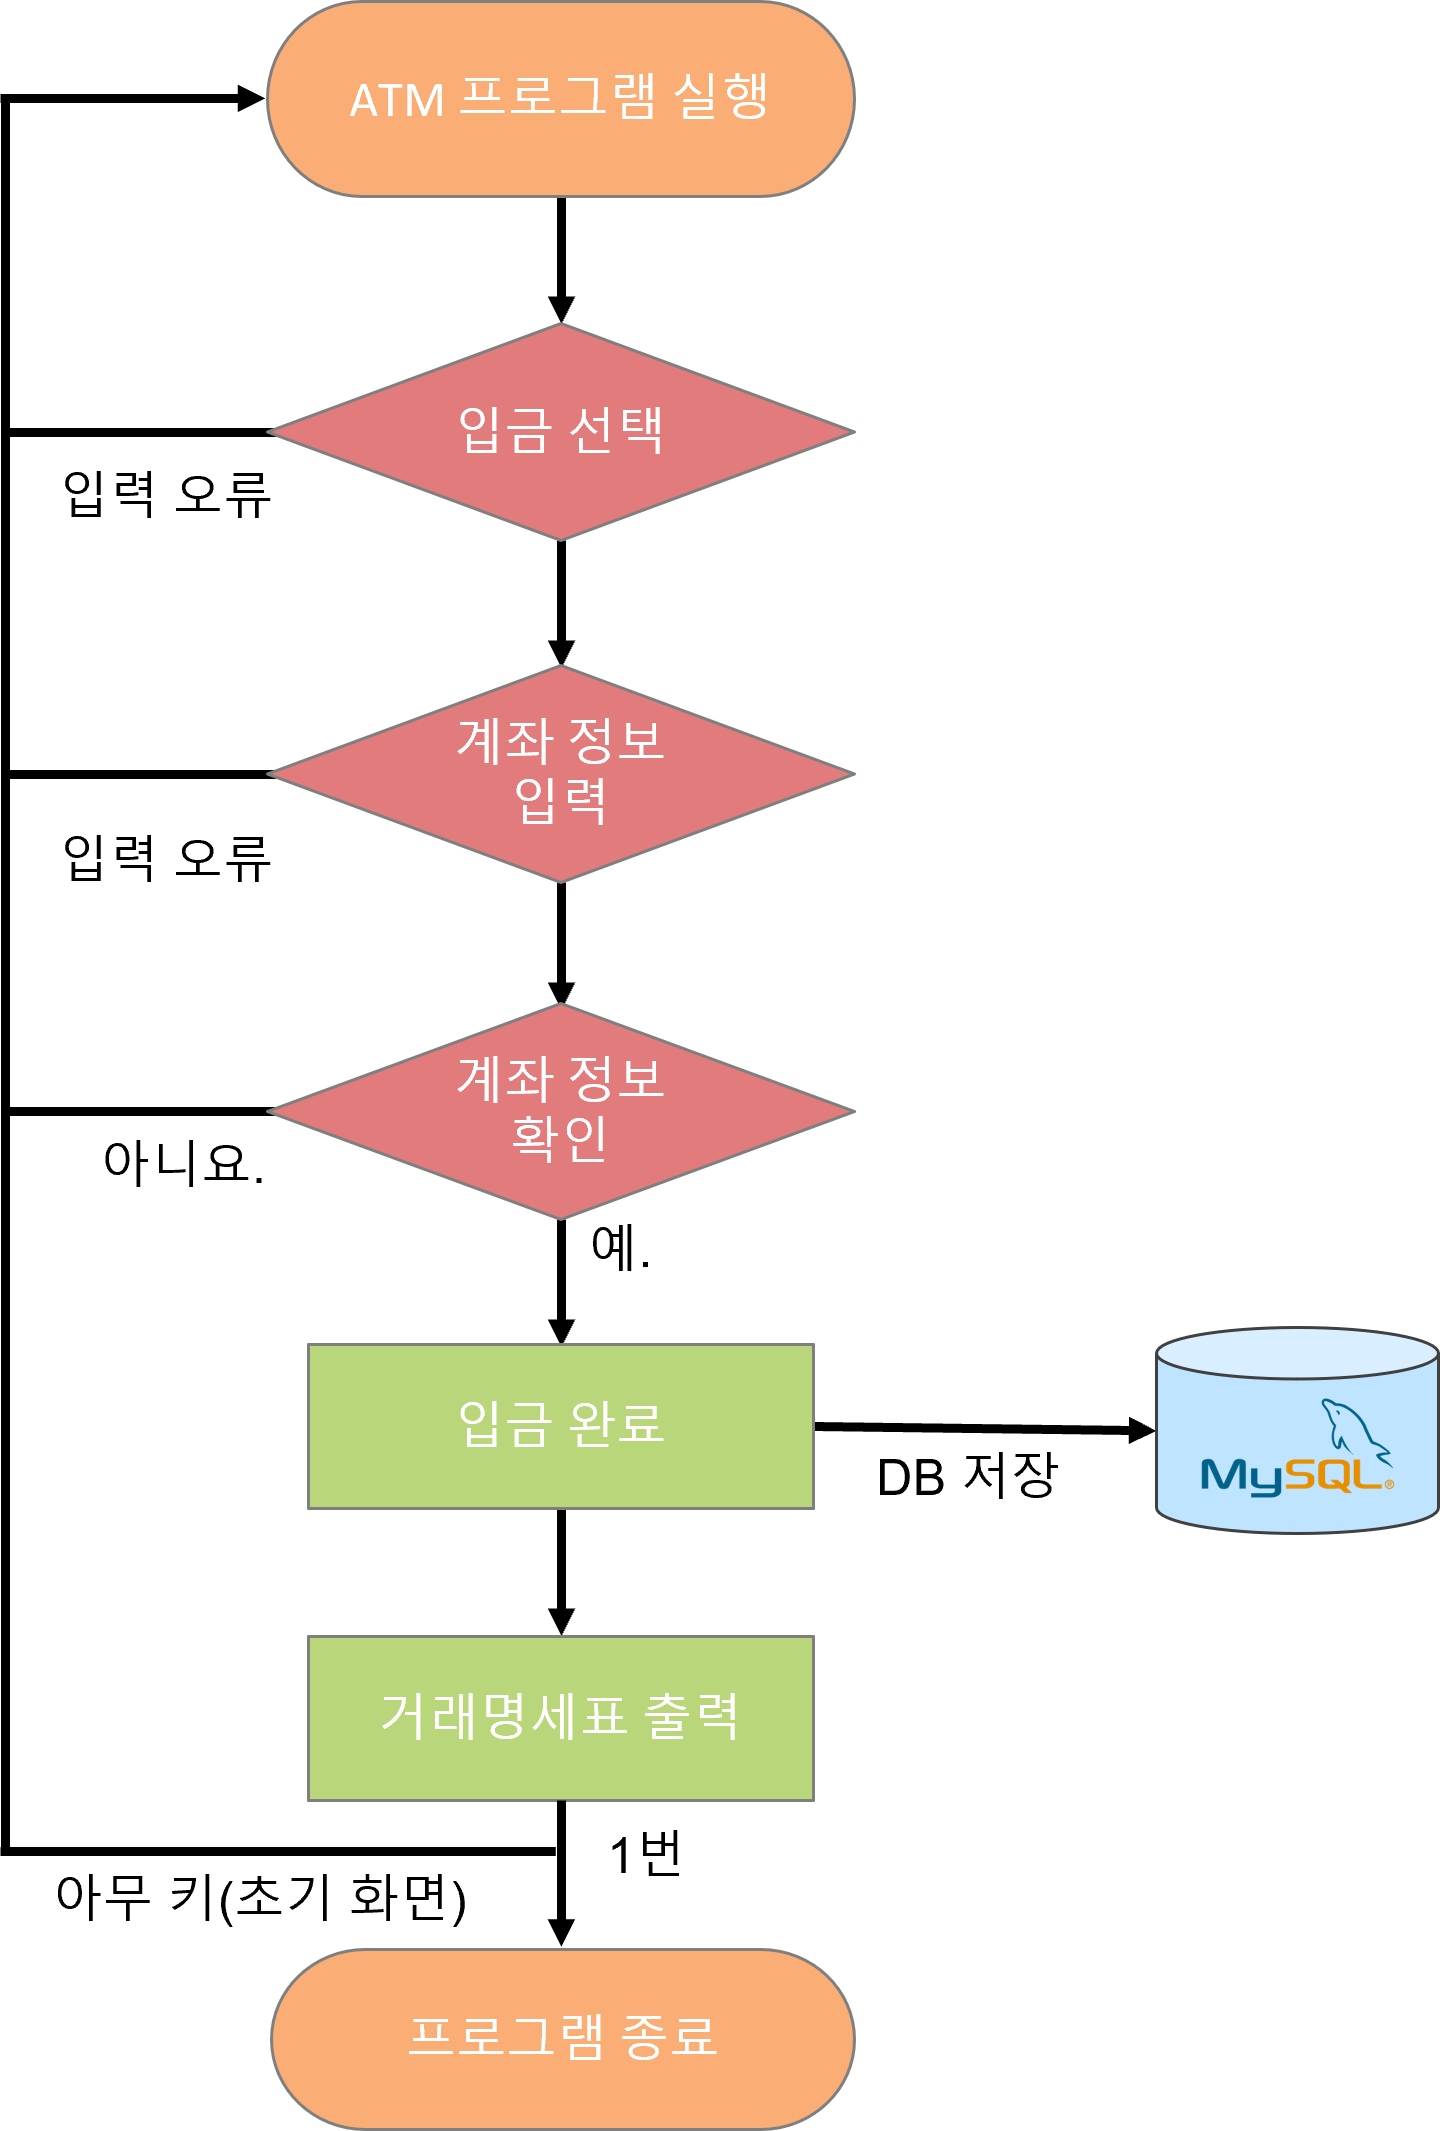 ATM 프로그램 실행
입금 선택
입력 오류
계좌 정보
입력
입력 오류
계좌 정보
확인
아니요.
예.
입금 완료
DB 저장
MySQL®
거래명세표 출력
1번
아무 키(초기 화면)
프로그램 종료